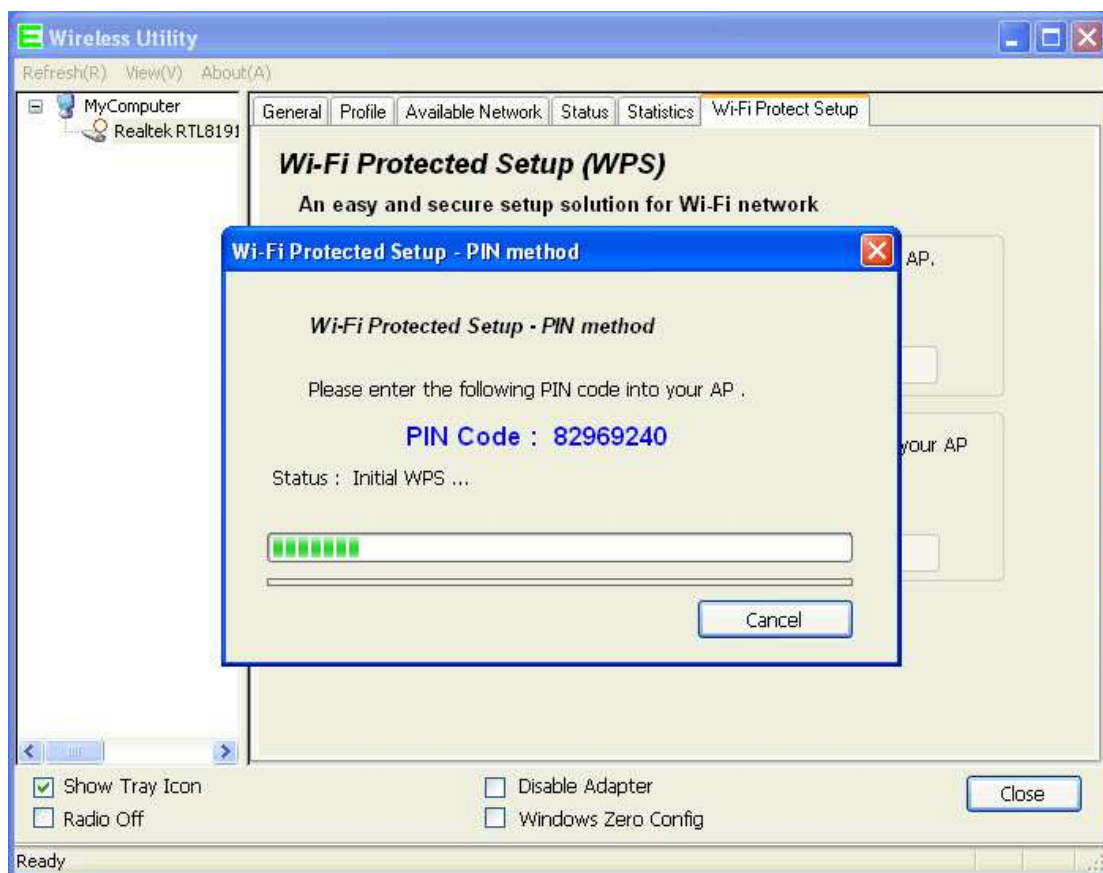 Wireless Utility
Refresh(R) View(V) About(A)
MyComputer
Realtek RTL8191
General Profile Available Network Status Statistics Wi-Fi Protect Setup
Wi-Fi Protected Setup (WPS)
An easy and secure setup solution for Wi-Fi network
AP.
your AP
Wi-Fi Protected Setup - PIN method
Wi-Fi Protected Setup - PIN method
Please enter the following PIN code into your AP .
PIN Code : 82969240
Status : Initial WPS ...
Cancel
Show Tray Icon
Disable Adapter
Close
Radio Off
Windows Zero Config
Ready